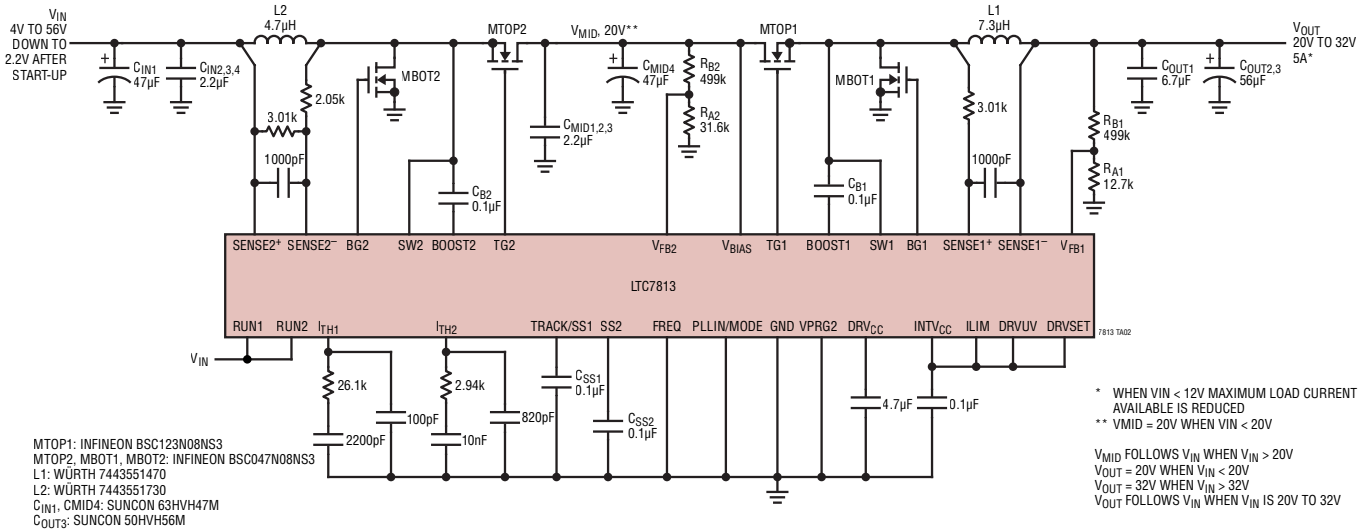 VIN
4V TO 56V
DOWN TO
2.2V AFTER
START-UP
L2
4.7µH
MTOP2
VMID, 20V**
MTOP1
L1
7.3µH
VOUT
20V TO 32V
5A*
+
CIN1
47µF
CIN2,3,4
2.2µF
MBOT2
+
CMID4
47µF
RB2
499k
MBOT1
COUT1
6.7µF
+
COUT2,3
56µF
2.05k
3.01k
1000pF
CMID1,2,3
2.2µF
RA2
31.6k
3.01k
1000pF
RB1
499k
RA1
12.7k
CB2
0.1µF
CB1
0.1µF
SENSE2+ SENSE2– BG2 SW2 BOOST2 TG2 VFB2 VBIAS TG1 BOOST1 SW1 BG1 SENSE1+ SENSE1– VFB1
LTC7813
RUN1 RUN2 ITH1 ITH2 TRACK/SS1 SS2 FREQ PLLIN/MODE GND VPRG2 DRVCC INTVCC ILIM DRVUV DRVSET
7813 TA02
VIN
26.1k
2200pF
100pF
2.94k
10nF
820pF
CSS1
0.1µF
CSS2
0.1µF
4.7µF
0.1µF
MTOP1: INFINEON BSC123N08NS3
MTOP2, MBOT1, MBOT2: INFINEON BSC047N08NS3
L1: WÜRTH 7443551470
L2: WÜRTH 7443551730
CIN1, CMID4: SUNCON 63HVH47M
COUT3: SUNCON 50HVH56M
* WHEN VIN < 12V MAXIMUM LOAD CURRENT
AVAILABLE IS REDUCED
** VMID = 20V WHEN VIN < 20V
VMID FOLLOWS VIN WHEN VIN > 20V
VOUT = 20V WHEN VIN < 20V
VOUT = 32V WHEN VIN > 32V
VOUT FOLLOWS VIN WHEN VIN IS 20V TO 32V